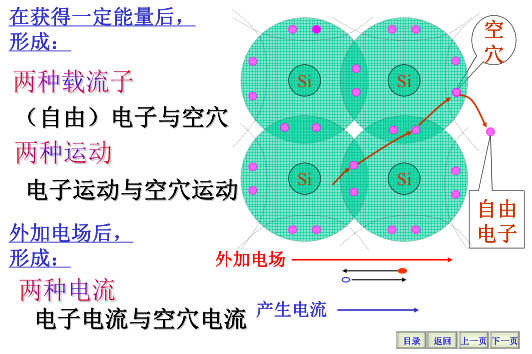 在获得一定能量后，
形成：
两种载流子
（自由）电子与空穴
两种运动
电子运动与空穴运动
外加电场后，
形成：
两种电流
电子电流与空穴电流
空
穴
Si
Si
Si
Si
自由
电子
外加电场
产生电流
目录 返回 上一页 下一页